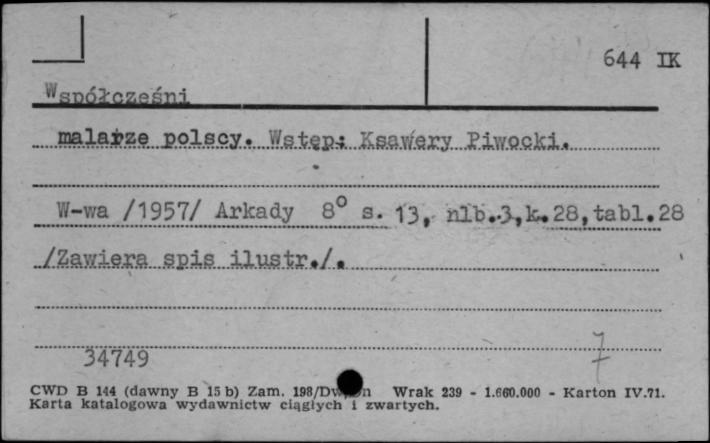 644 IK
Współcześni
malarze polscy. Wstęp: Ksawery Piwocki.
W-wa /1957/ Arkady 8° s. 13, nlb.3,k.28,tabl.28
/Zawiera spis ilustr./.
7
34749
CWD B 144 (dawny B 15 b) Zam. 198/Dw Wrak 239 - 1.660.000 - Karton IV.71.
Karta katalogowa wydawnictw ciągłych i zwartych.